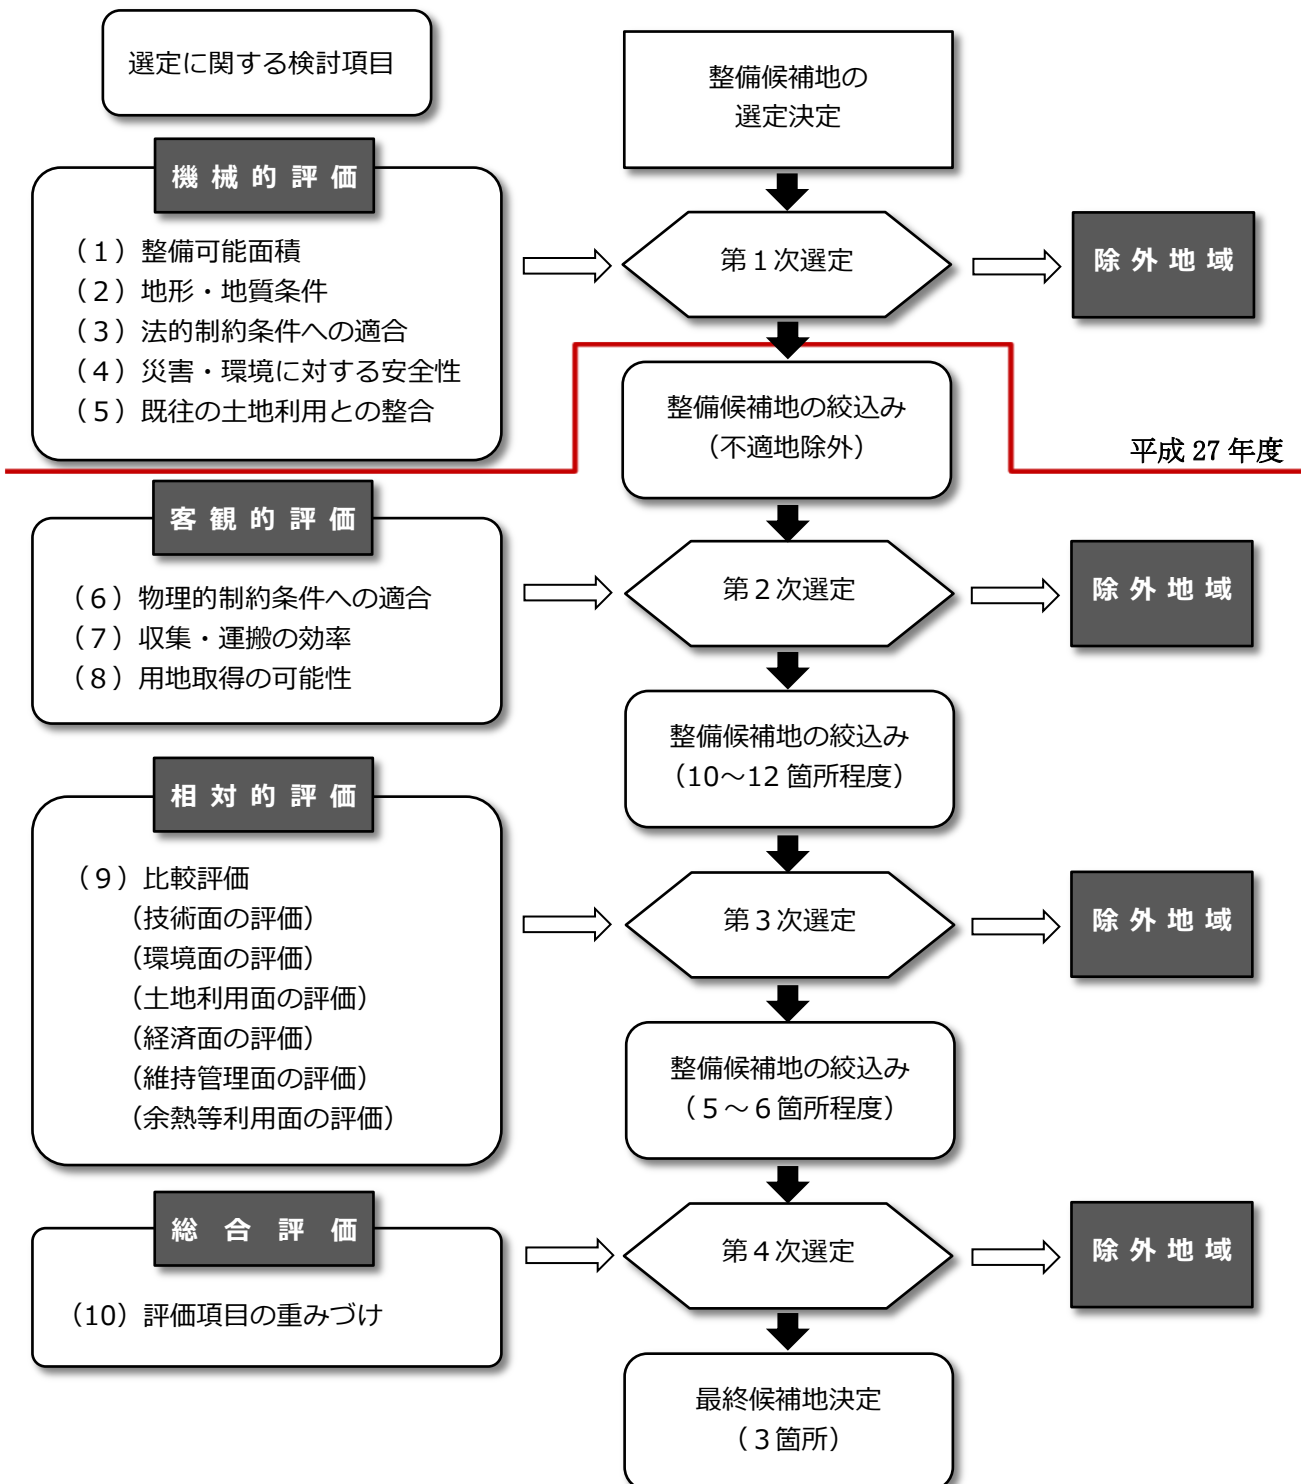 選定に関する検討項目
整備候補地の
選定決定
機械的評価
（１）整備可能面積
（２）地形・地質条件
（３）法的制約条件への適合
（４）災害・環境に対する安全性
（５）既往の土地利用との整合
第１次選定
除外地域
整備候補地の絞込み
（不適地除外）
平成 27 年度
客観的評価
（６）物理的制約条件への適合
（７）収集・運搬の効率
（８）用地取得の可能性
第２次選定
除外地域
整備候補地の絞込み
（10～12 箇所程度）
相対的評価
（９）比較評価
（技術面の評価）
（環境面の評価）
（土地利用面の評価）
（経済面の評価）
（維持管理面の評価）
（余熱等利用面の評価）
第３次選定
除外地域
整備候補地の絞込み
（５～６箇所程度）
総合評価
（10）評価項目の重みづけ
第４次選定
除外地域
最終候補地決定
（３箇所）